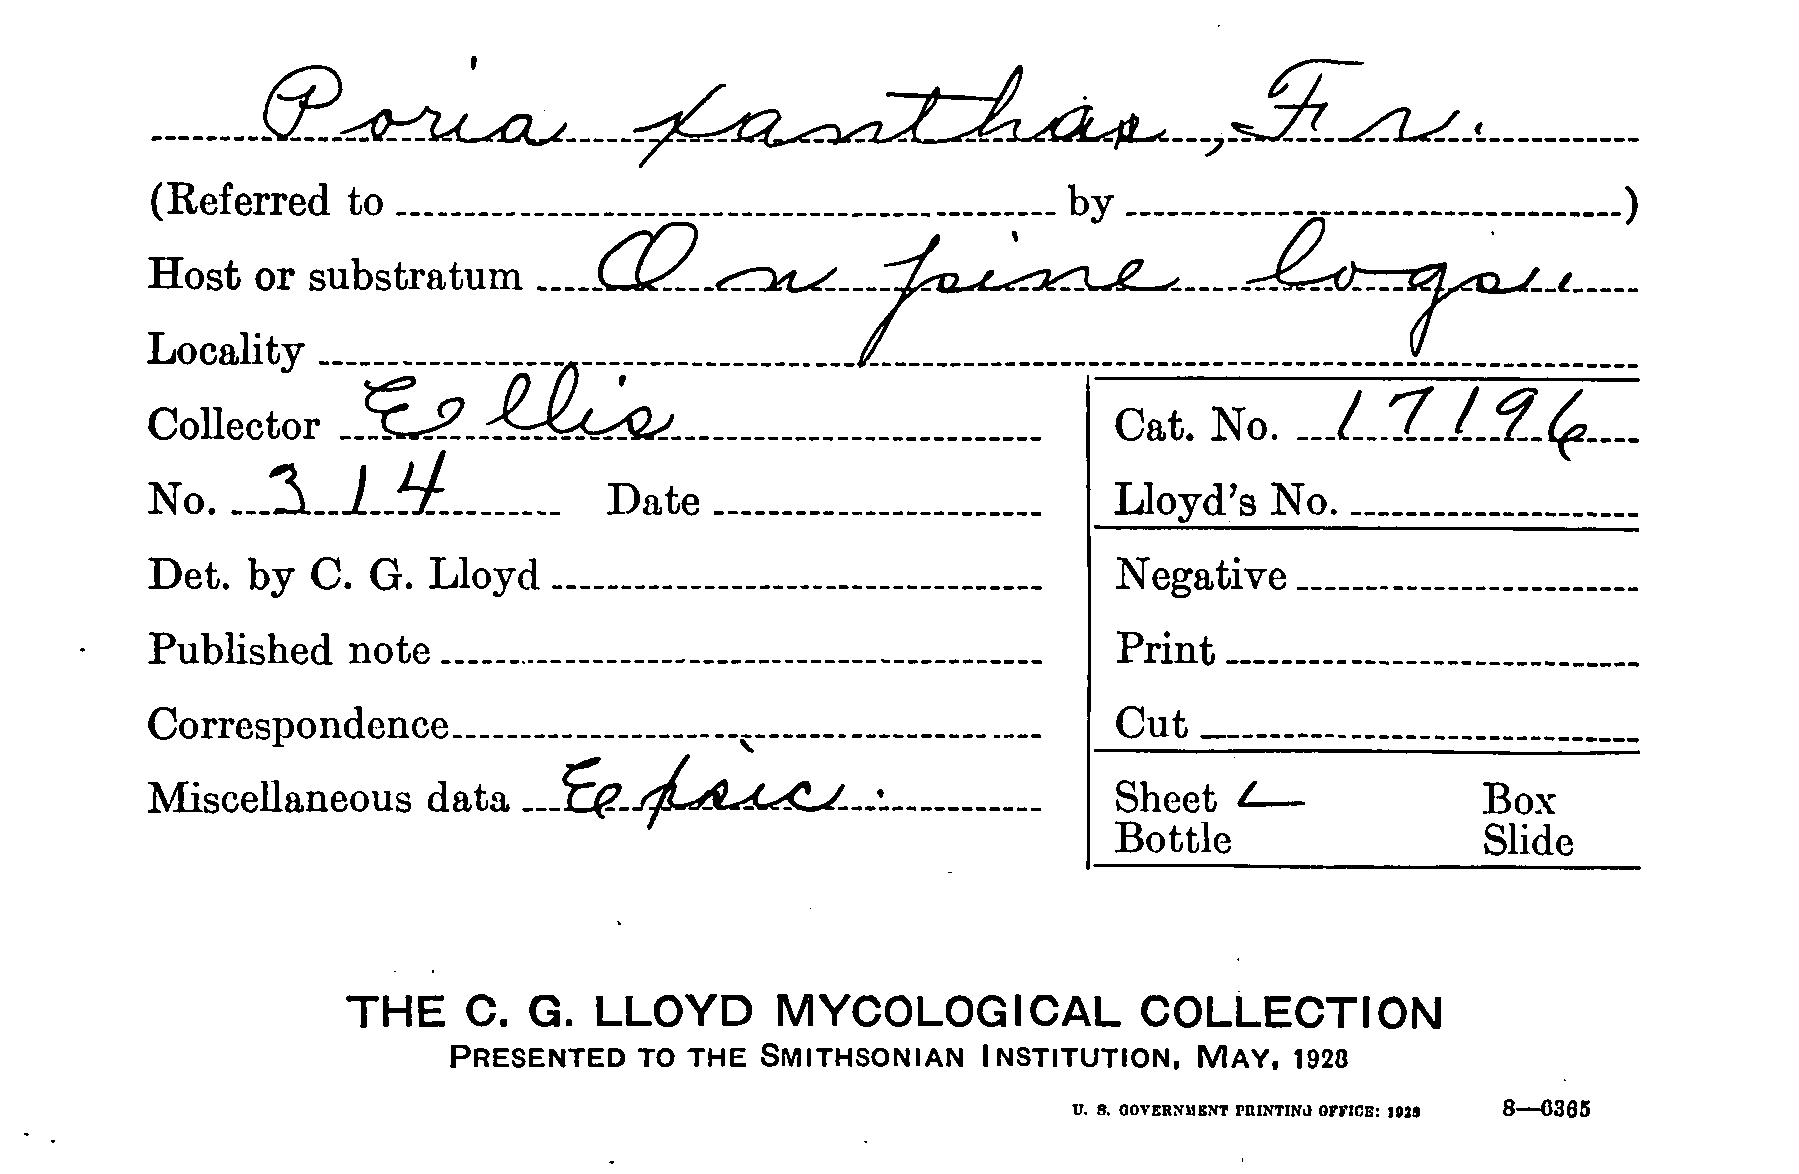 Poria xantha, Fr.
(Referred to by )
Host or substratum On pine logs
Locality
Collector Ellis Cat. No. 17196
No. 314 Date Lloyd's No.
Det. by C. G. Lloyd Negative
Published note Print
Correspondence Cut
Miscellaneous data Epsic. Sheet Box
Bottle Slide
THE C. G. LLOYD MYCOLOGICAL COLLECTION
PRESENTED TO THE SMITHSONIAN INSTITUTION, MAY, 1928
U. S. GOVERNMENT PRINTING OFFICE: 1928 8—6365